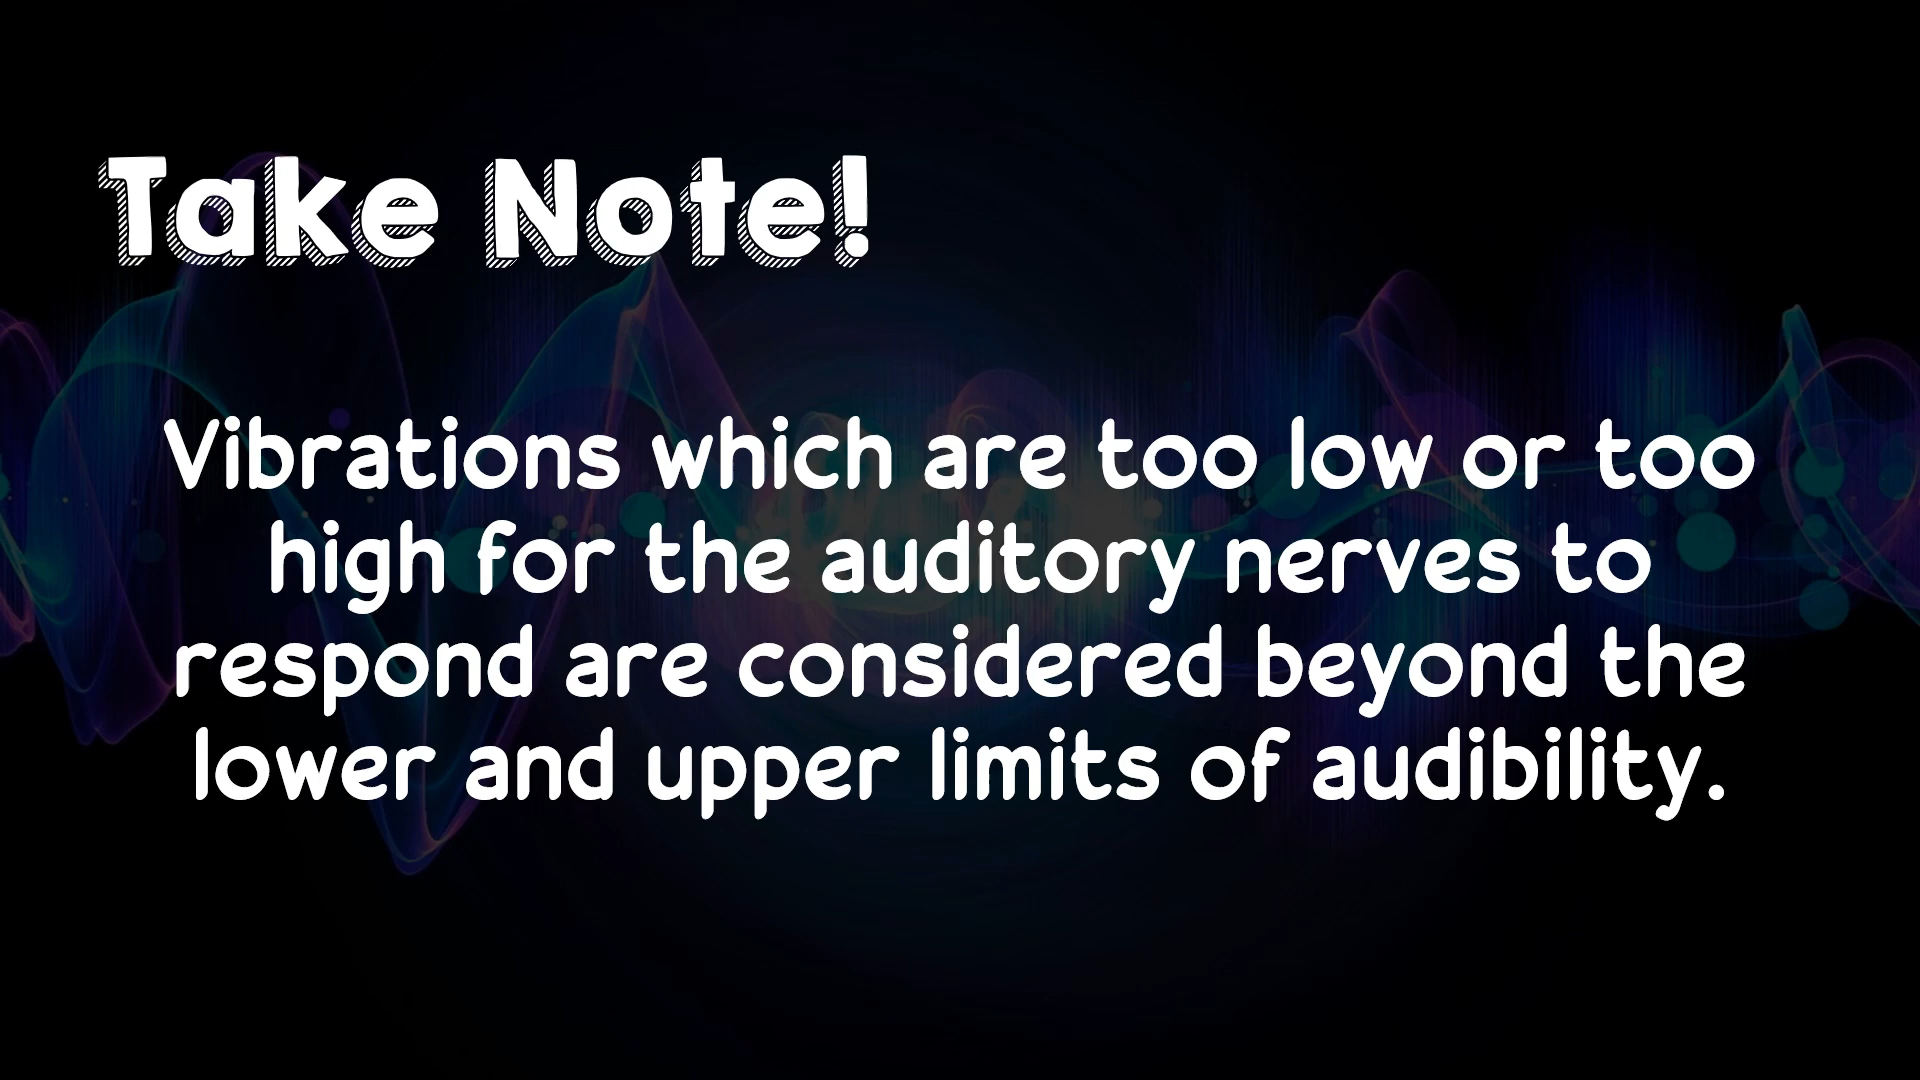 Take Note!
Vibrations which are too low or too
high for the auditory nerves to
respond are considered beyond the
lower and upper limits of audibility.